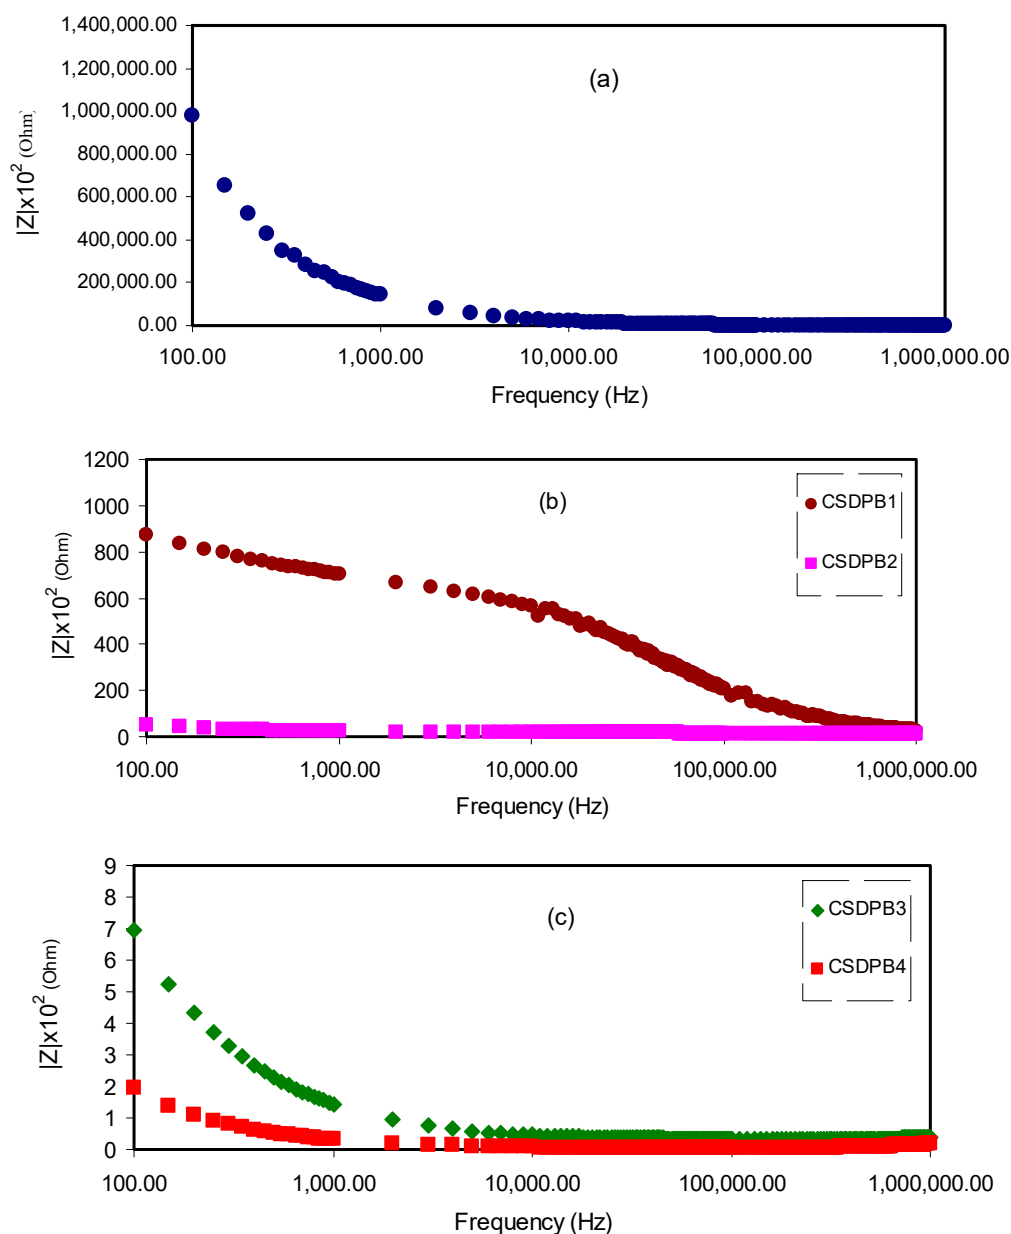 1,400,000.00
1,200,000.00
1,000,000.00
800,000.00
600,000.00
400,000.00
200,000.00
0.00
|Z|x10² (Ohm)
(a)
100.00 1,000.00 10,000.00 100,000.00 1,000,000.00
Frequency (Hz)
1200
1000
800
600
400
200
0
|Z|x10² (Ohm)
(b)
CSDPB1
CSDPB2
100.00 1,000.00 10,000.00 100,000.00 1,000,000.00
Frequency (Hz)
9
8
7
6
5
4
3
2
1
0
|Z|x10² (Ohm)
(c)
CSDPB3
CSDPB4
100.00 1,000.00 10,000.00 100,000.00 1,000,000.00
Frequency (Hz)